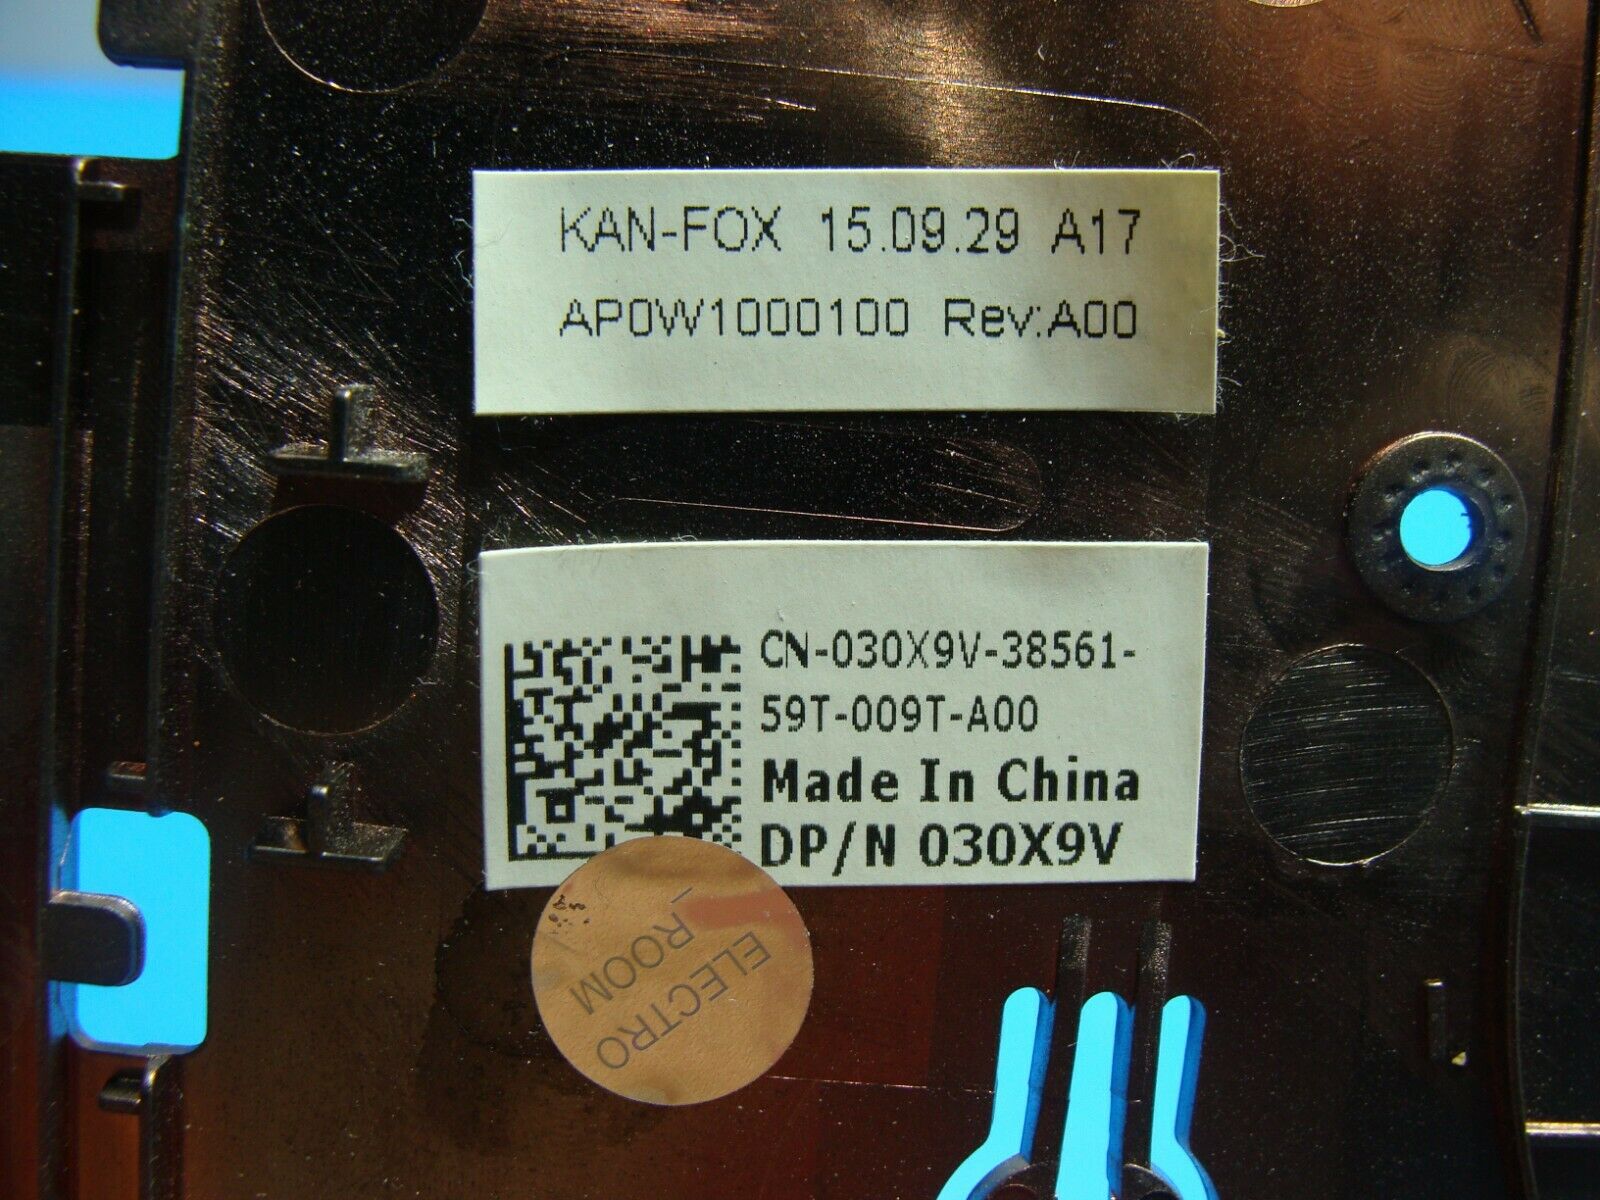 KAN-FOX 15.09.29 A17
AP0W1000100 Rev:A00
CN-030X9V-38561-
59T-009T-A00
Made In China
DP/N 030X9V
ELECTRO
_ROOM